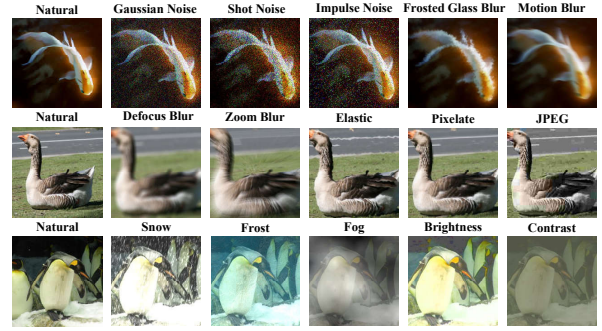 Natural Gaussian Noise Shot Noise Impulse Noise Frosted Glass Blur Motion Blur
Natural Defocus Blur Zoom Blur Elastic Pixelate JPEG
Natural Snow Frost Fog Brightness Contrast